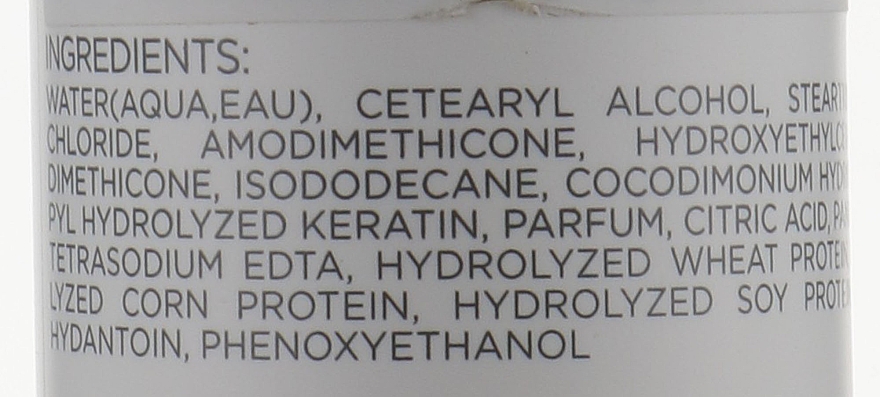 INGREDIENTS:
WATER(AQUA,EAU), CETEARYL ALCOHOL,
CHLORIDE, AMODIMETHICONE,
DIMETHICONE, ISODODECANE, COCODIMONIUM
PYL HYDROLYZED KERATIN, PARFUM, CITRIC ACID,
TETRASODIUM EDTA, HYDROLYZED WHEAT
LYZED CORN PROTEIN, HYDROLYZED SOY
HYDANTOIN, PHENOXYETHANOL